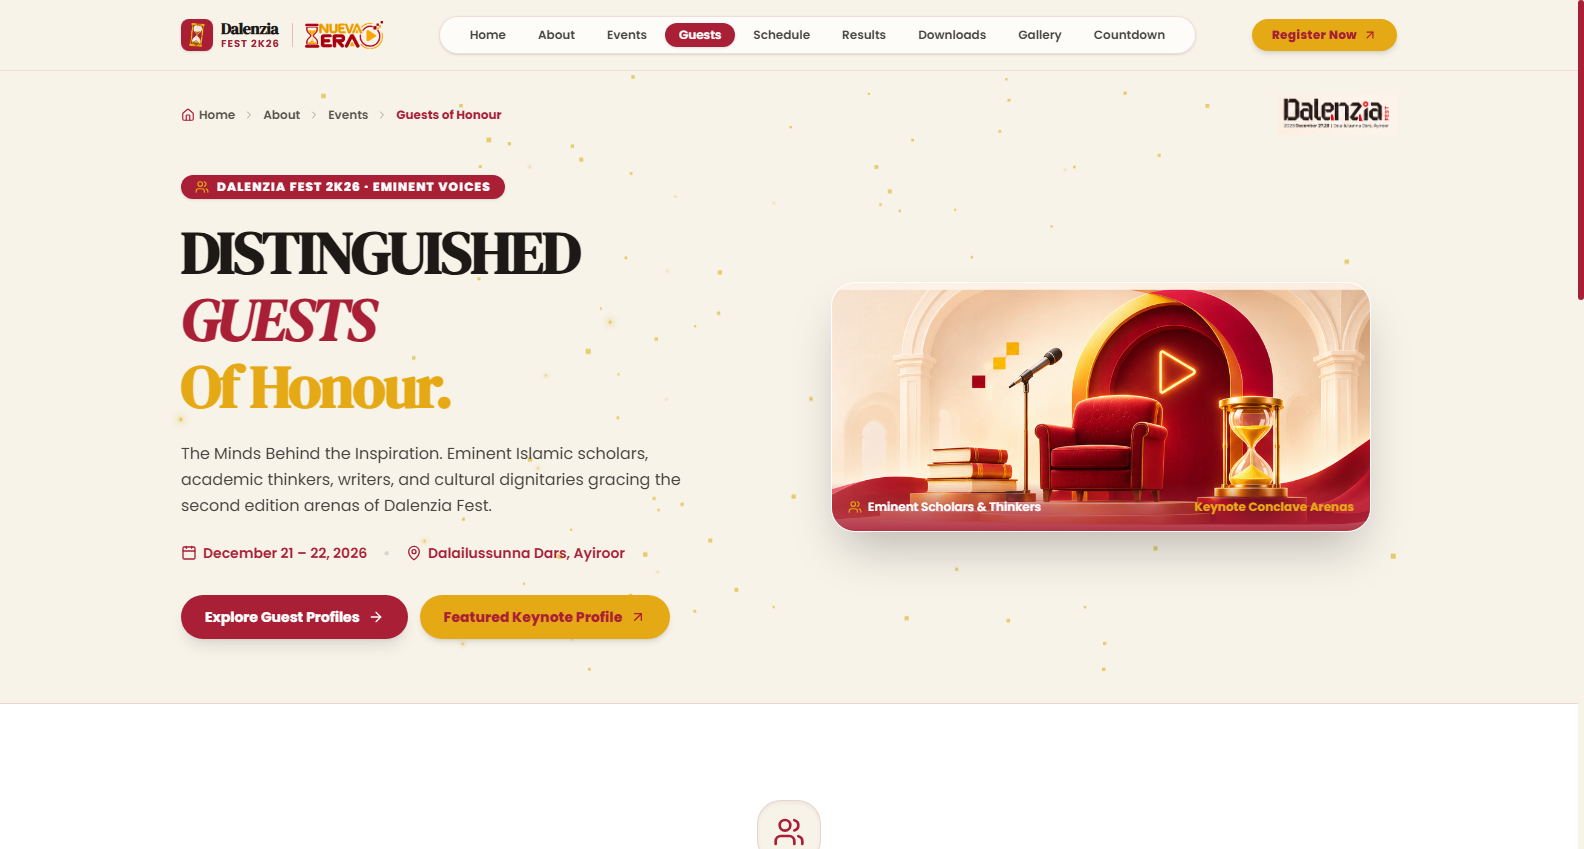 Dalenzia
FEST 2K26
NUEVA
ERA
Home
About
Events
Guests
Schedule
Results
Downloads
Gallery
Countdown
Register Now
Home
About
Events
Guests of Honour
Dalenzia FEST
DALENZIA FEST 2K26 · EMINENT VOICES
DISTINGUISHED
GUESTS
Of Honour.
The Minds Behind the Inspiration. Eminent Islamic scholars,
academic thinkers, writers, and cultural dignitaries gracing the
second edition arenas of Dalenzia Fest.
December 21 – 22, 2026
Dalailussunna Dars, Ayiroor
Explore Guest Profiles
Featured Keynote Profile
Eminent Scholars & Thinkers
Keynote Conclave Arenas